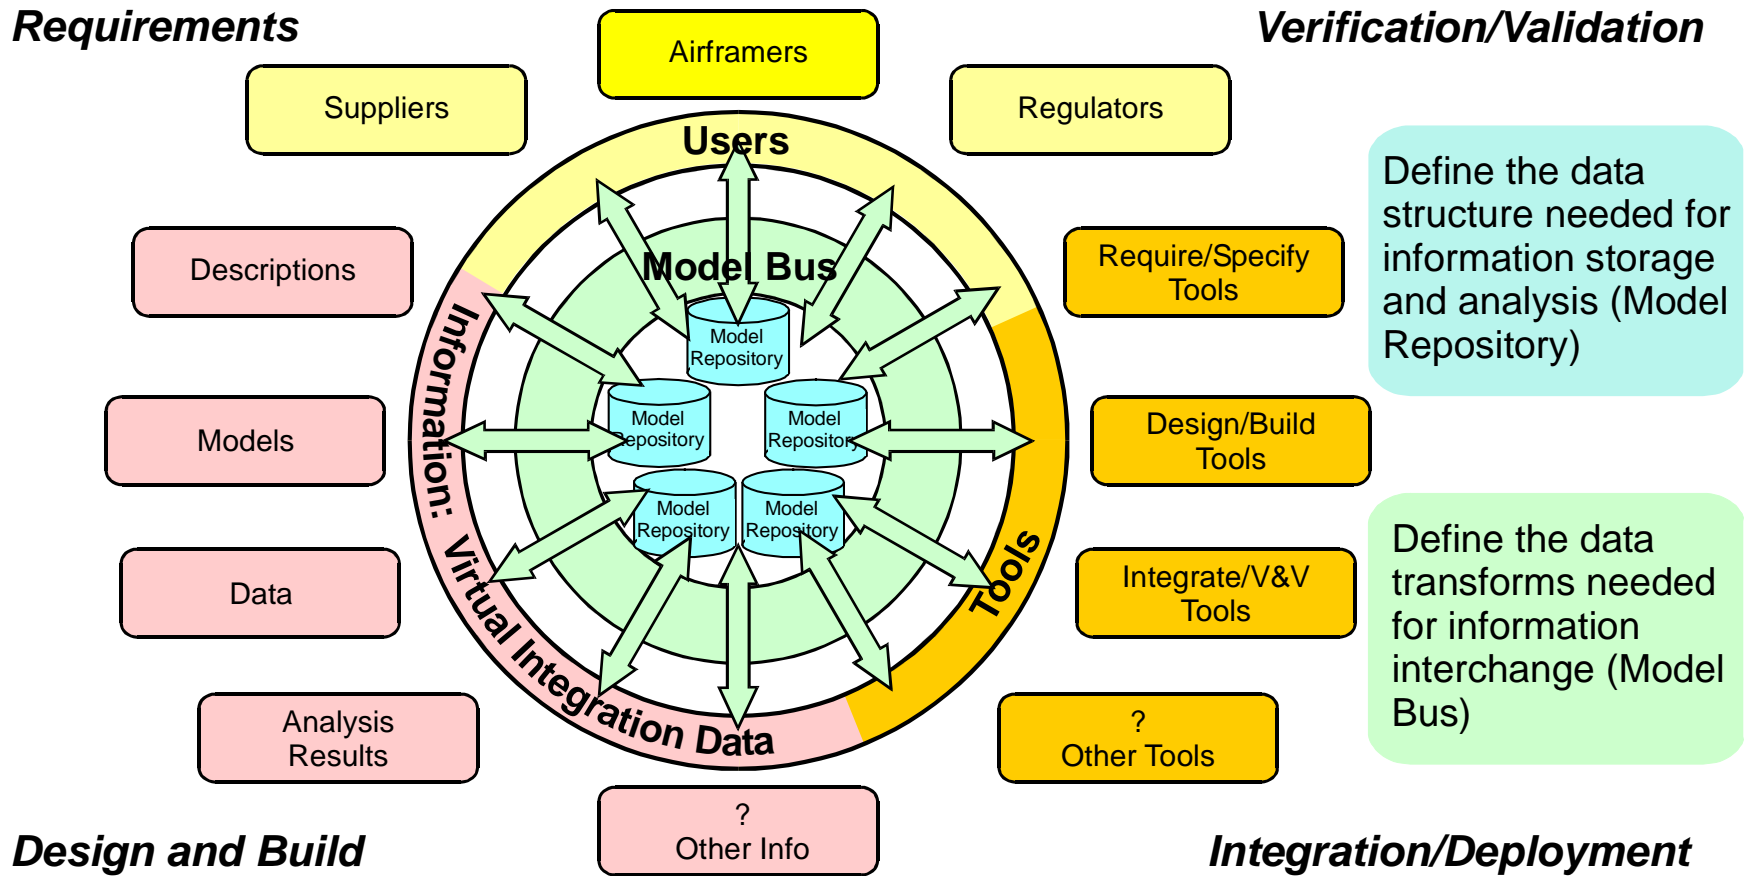 Requirements
Verification/Validation
Airframers
Suppliers
Regulators
Users
Define the data
structure needed for
information storage
and analysis (Model
Repository)
Descriptions
Require/Specify
Tools
Model Bus
Model
Repository
Model
Repository
Model
Repository
Models
Design/Build
Tools
Information: Virtual Integration Data
Model
Repository
Model
Repository
Tools
Define the data
transforms needed
for information
interchange (Model
Bus)
Data
Integrate/V&V
Tools
Analysis
Results
?
Other Tools
?
Other Info
Design and Build
Integration/Deployment